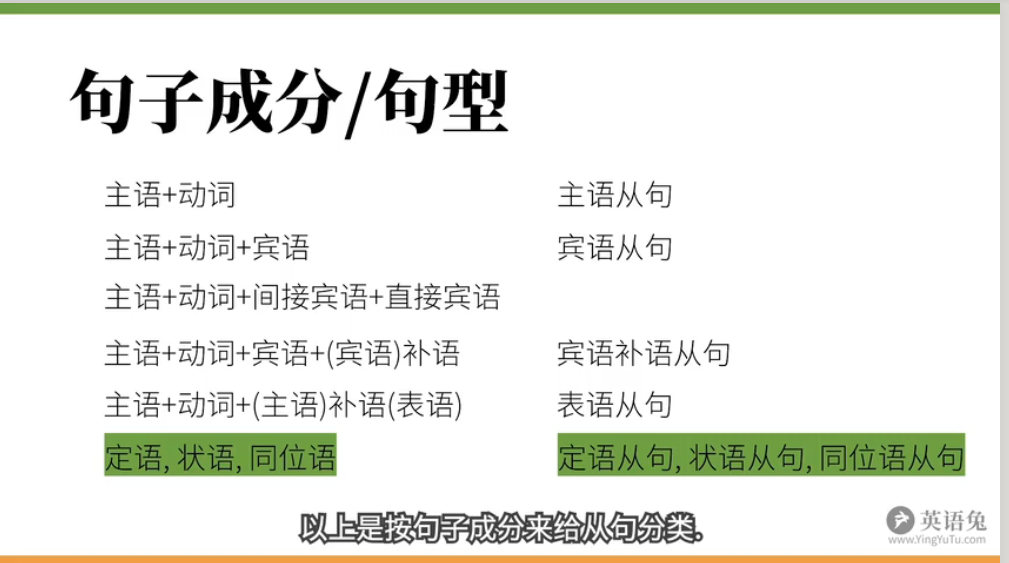 句子成分/句型
主语+动词 主语从句
主语+动词+宾语 宾语从句
主语+动词+间接宾语+直接宾语
主语+动词+宾语+(宾语)补语 宾语补语从句
主语+动词+(主语)补语(表语) 表语从句
定语, 状语, 同位语 定语从句, 状语从句, 同位语从句
以上是按句子成分来给从句分类.
英语兔
www.YingYuTu.com